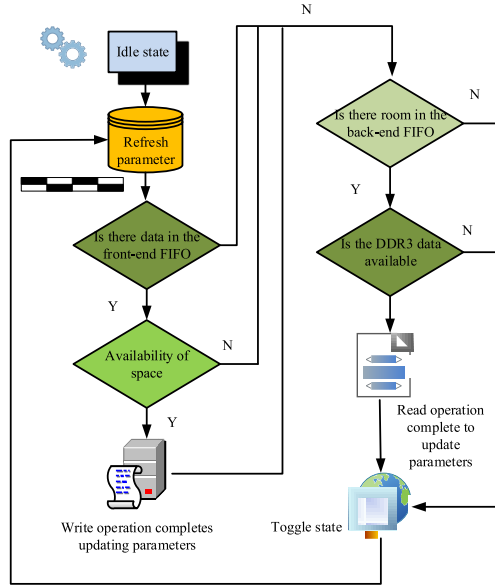 N
Idle state
Is there room in the
back-end FIFO
N
Refresh
parameter
Y
Is there data in the
front-end FIFO
Is the DDR3 data
available
N
Y
Availability of
space
N
Y
Read operation
complete to
update
parameters
Write operation completes
updating parameters
Toggle state